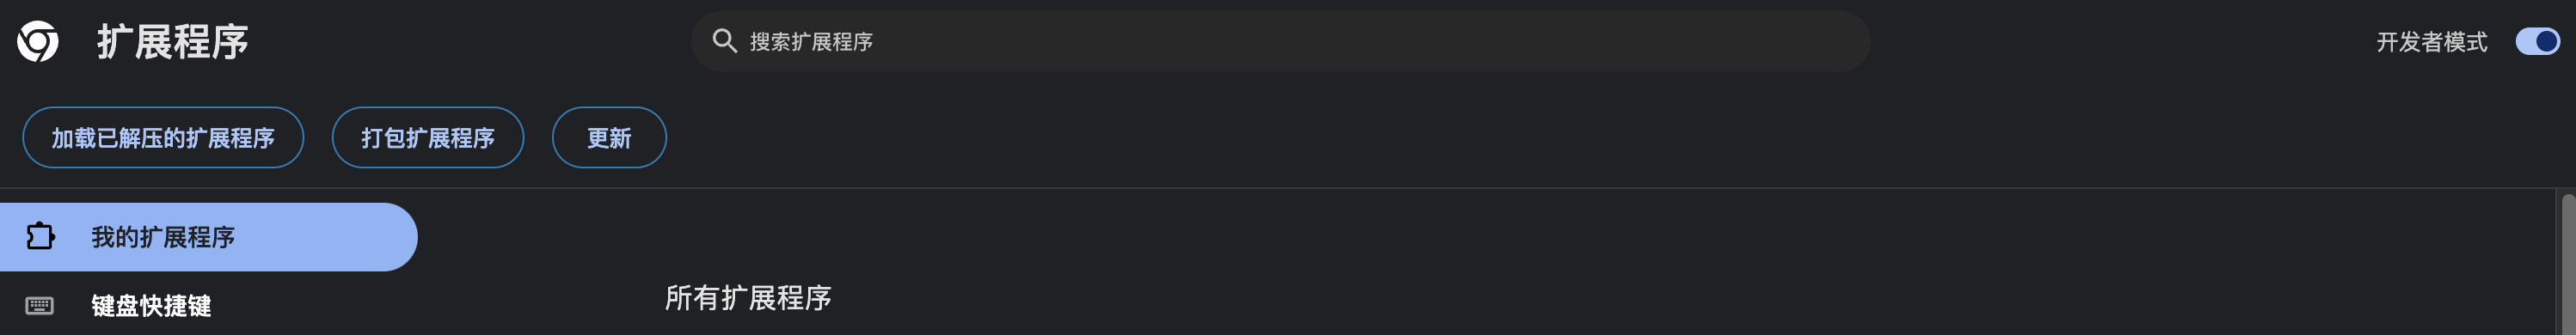 扩展程序
搜索扩展程序
开发者模式
加载已解压的扩展程序
打包扩展程序
更新
我的扩展程序
键盘快捷键
所有扩展程序